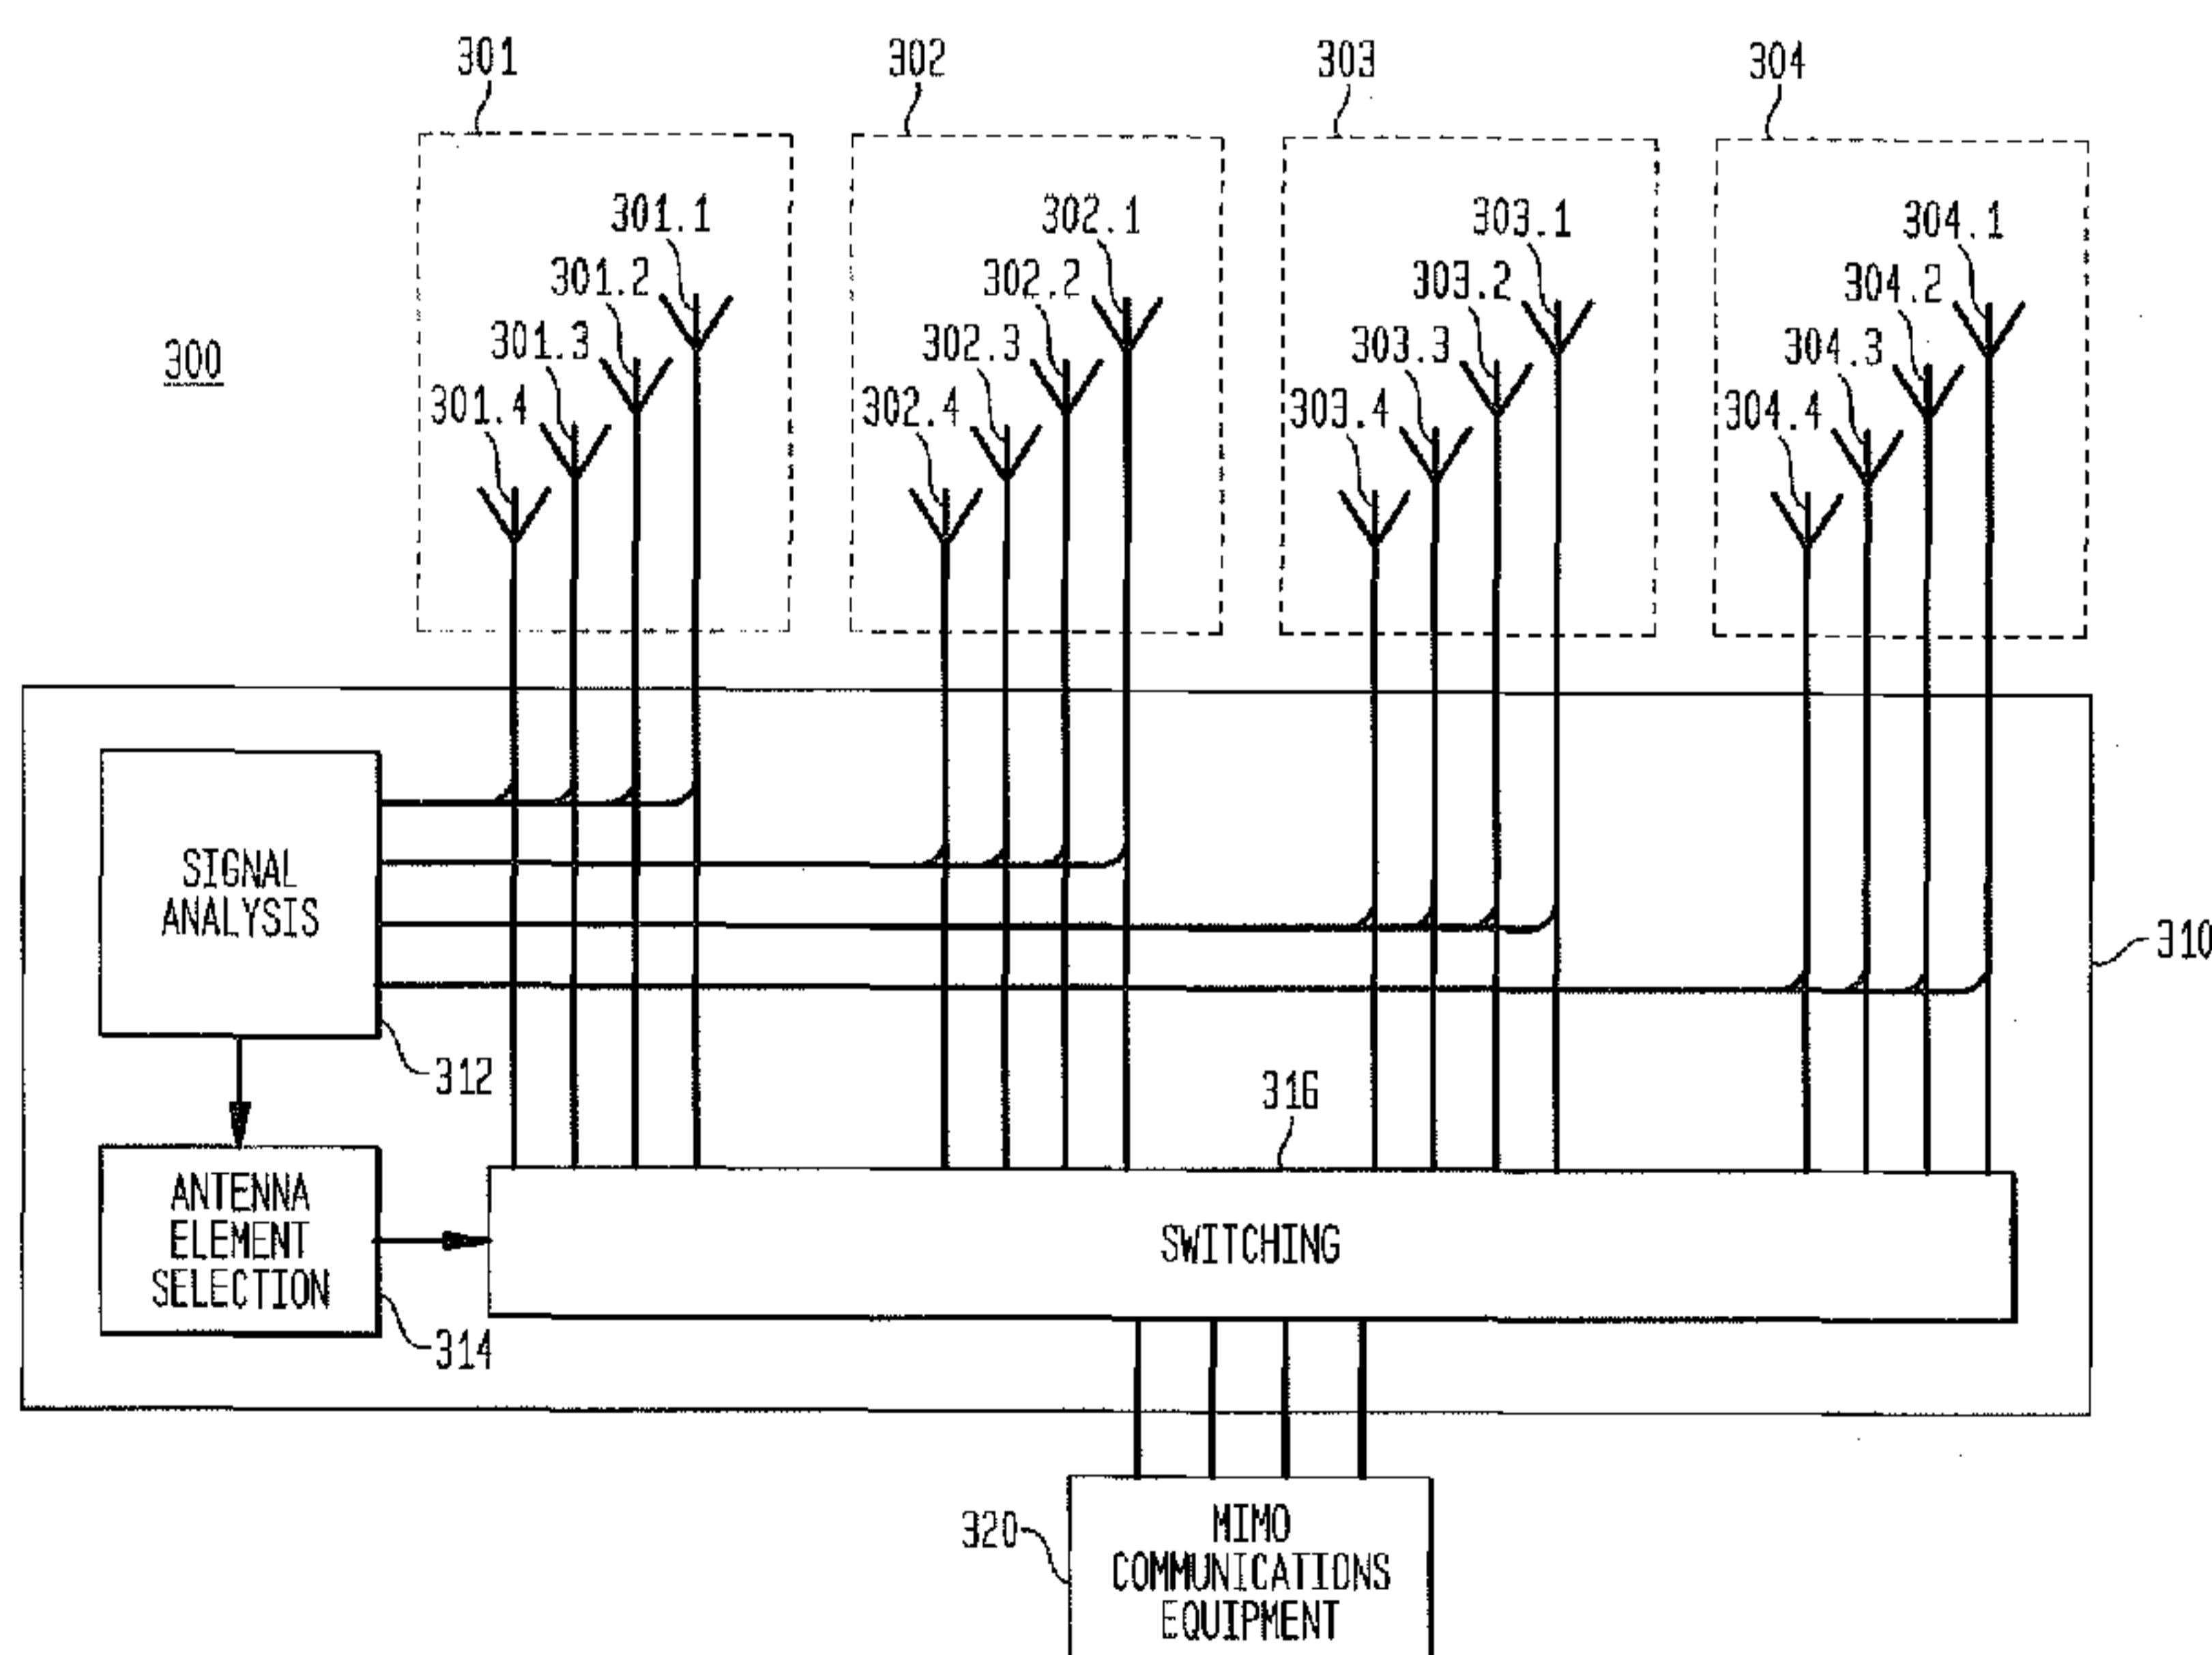 301
302
303
304
301.1
302.1
303.1
304.1
301.2
302.2
303.2
304.2
301.3
302.3
303.3
304.3
300
301.4
302.4
303.4
304.4
SIGNAL
ANALYSIS
310
312
316
ANTENNA
ELEMENT
SELECTION
SWITCHING
314
320
MIMO
COMMUNICATIONS
EQUIPMENT